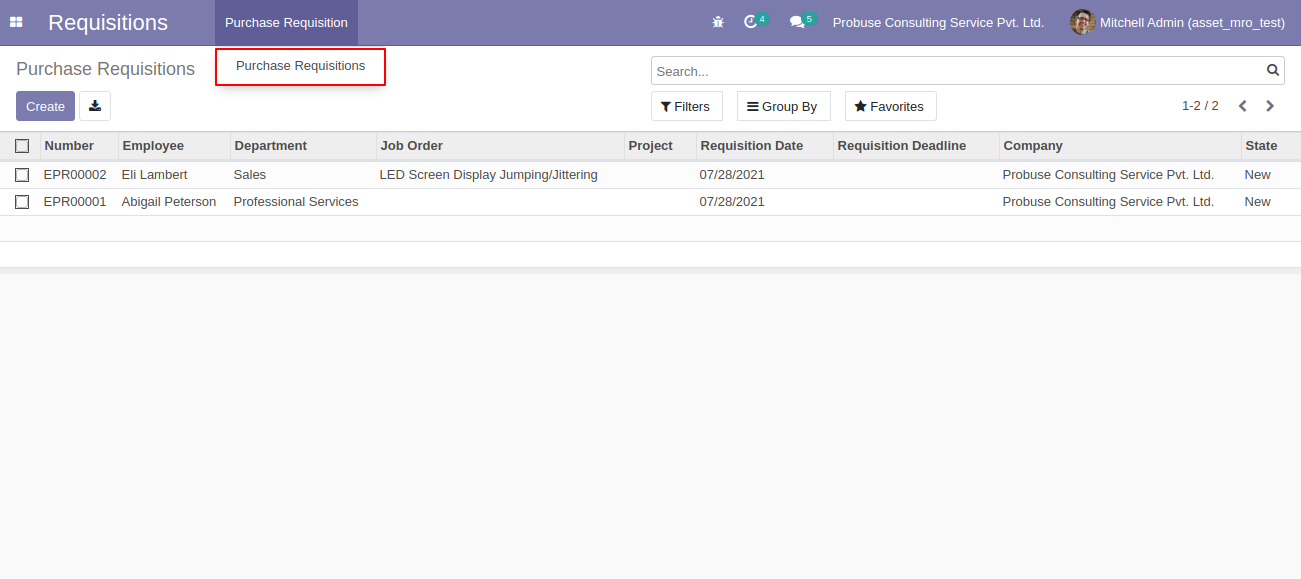 Requisitions Purchase Requisition 4 5 Probuse Consulting Service Pvt. Ltd. Mitchell Admin (asset_mro_test)
Purchase Requisitions Purchase Requisitions Search...
Create Filters Group By Favorites 1-2 / 2
Number Employee Department Job Order Project Requisition Date Requisition Deadline Company State
EPR00002 Eli Lambert Sales LED Screen Display Jumping/Jittering 07/28/2021 Probuse Consulting Service Pvt. Ltd. New
EPR00001 Abigail Peterson Professional Services 07/28/2021 Probuse Consulting Service Pvt. Ltd. New